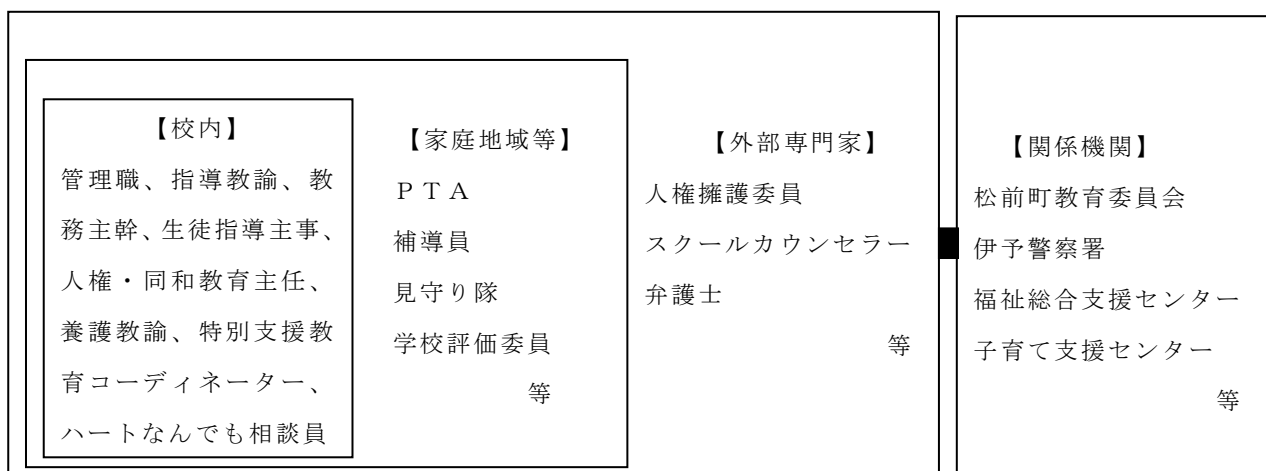 【校内】
管理職、指導教諭、教
務主幹、生徒指導主事、
人権・同和教育主任、
養護教諭、特別支援教
育コーディネーター、
ハートなんでも相談員
【家庭地域等】
ＰＴＡ
補導員
見守り隊
学校評価委員
等
【外部専門家】
人権擁護委員
スクールカウンセラー
弁護士
等
【関係機関】
松前町教育委員会
伊予警察署
福祉総合支援センター
子育て支援センター
等